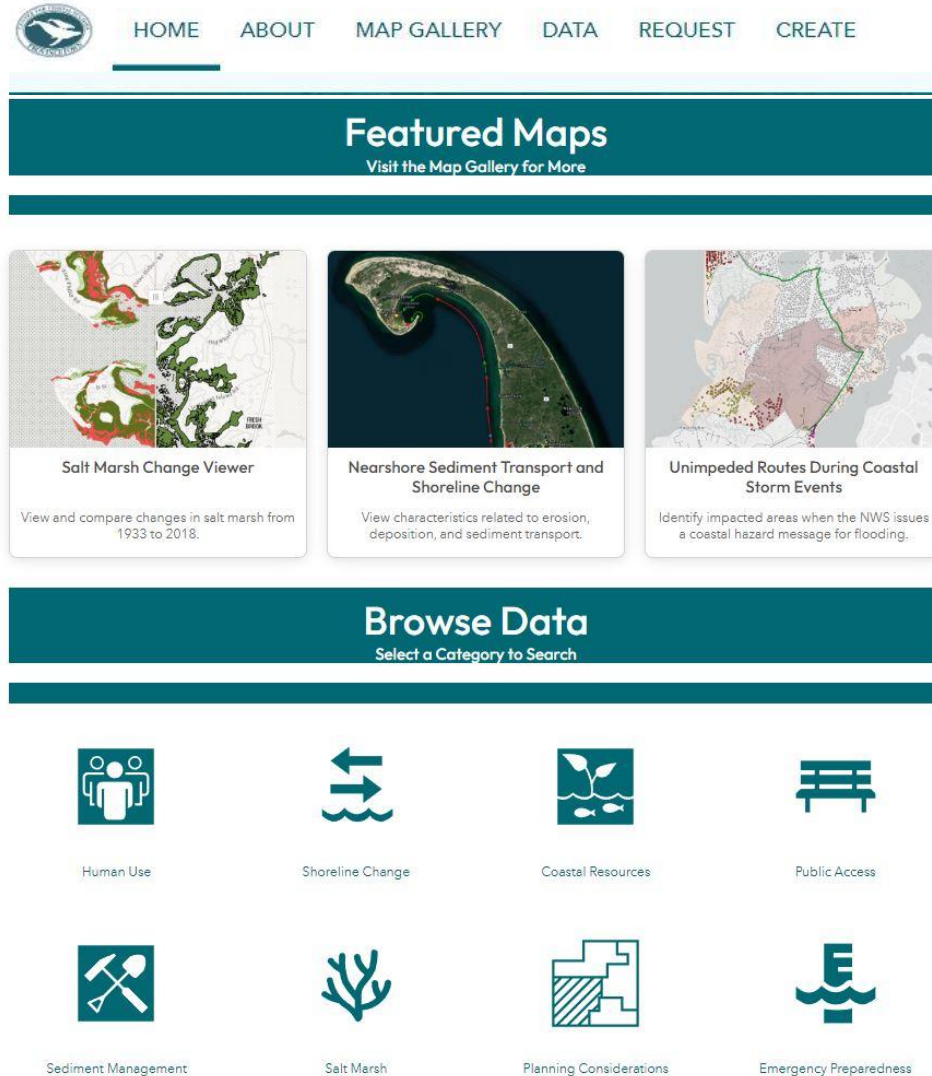 HOME ABOUT MAP GALLERY DATA REQUEST CREATE
Featured Maps
Visit the Map Gallery for More
Salt Marsh Change Viewer
View and compare changes in salt marsh from
1933 to 2018.
Nearshore Sediment Transport and
Shoreline Change
View characteristics related to erosion,
deposition, and sediment transport.
Unimpeded Routes During Coastal
Storm Events
Identify impacted areas when the NWS issues
a coastal hazard message for flooding.
FRESH
BROOK
Browse Data
Select a Category to Search
Human Use
Shoreline Change
Coastal Resources
Public Access
E
Sediment Management
Salt Marsh
Planning Considerations
Emergency Preparedness